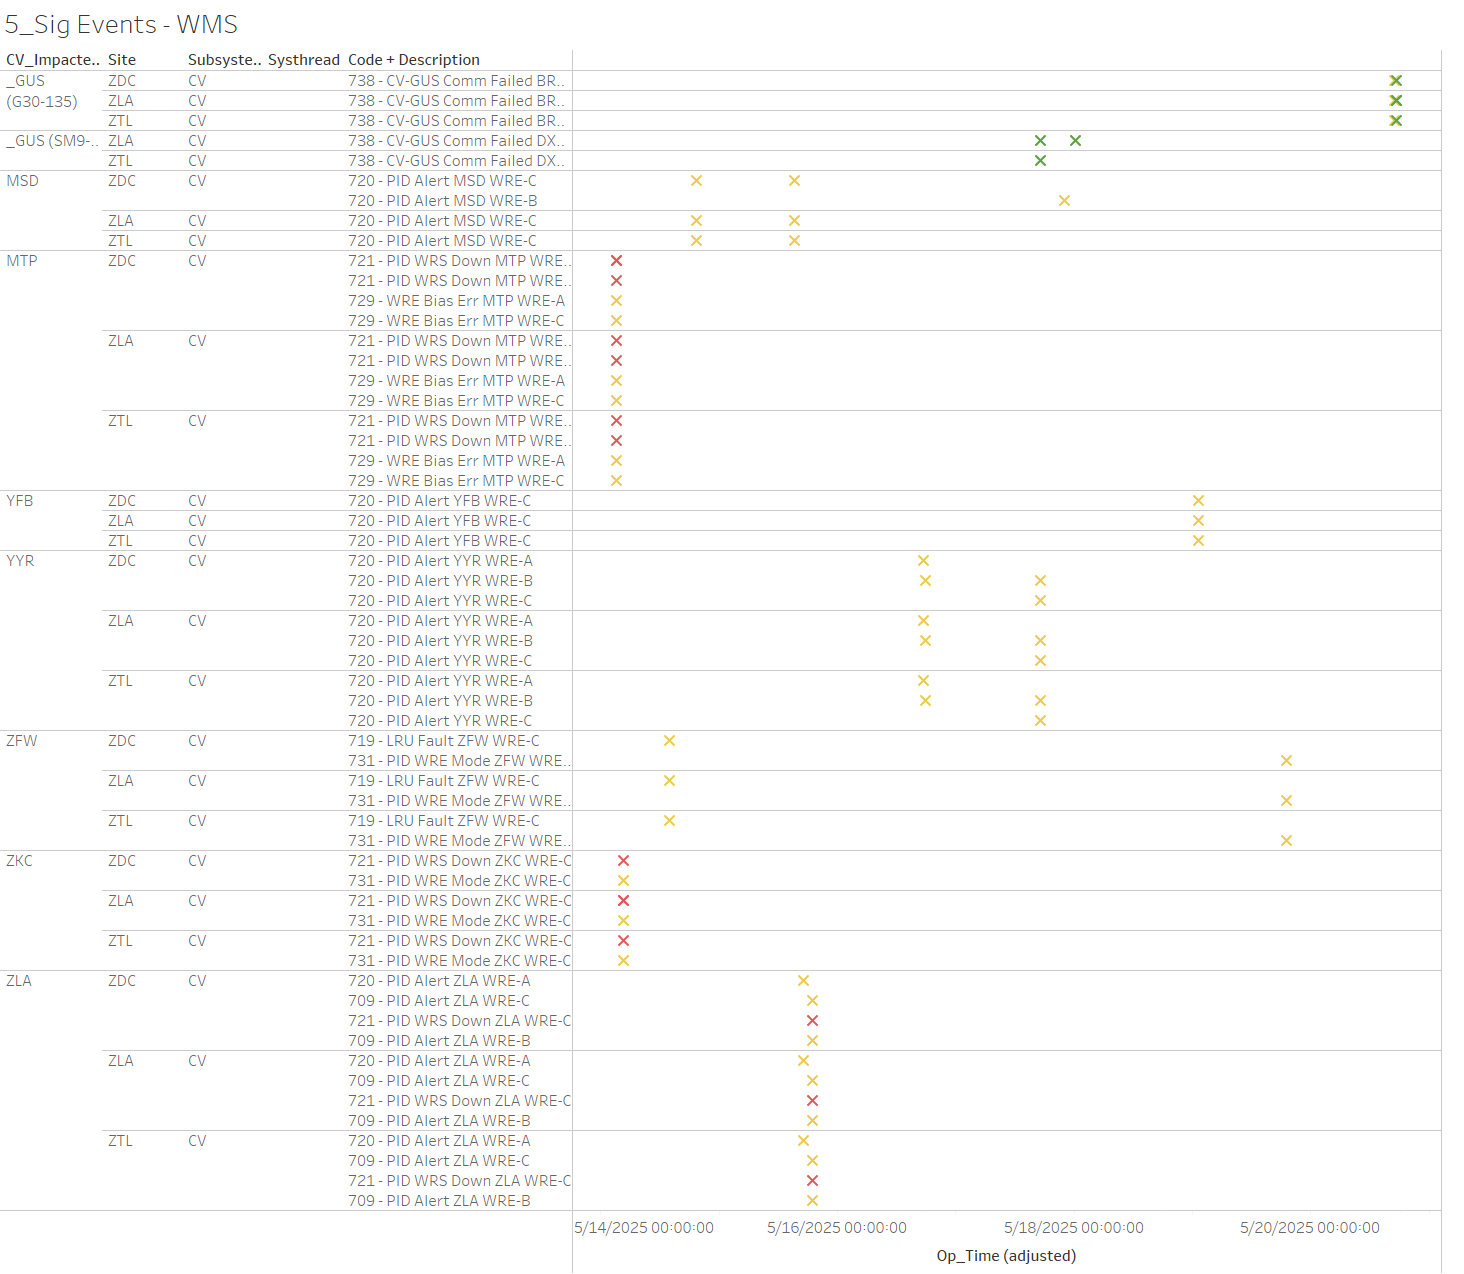 5_Sig Events - WMS
CV_Impacte.. Site Subsyste.. Systhread Code + Description
_GUS (G30-135) ZDC CV 738 - CV-GUS Comm Failed BR..
ZLA CV 738 - CV-GUS Comm Failed BR..
ZTL CV 738 - CV-GUS Comm Failed BR..
_GUS (SM9-.. ZLA CV 738 - CV-GUS Comm Failed DX..
ZTL CV 738 - CV-GUS Comm Failed DX..
MSD ZDC CV 720 - PID Alert MSD WRE-C
720 - PID Alert MSD WRE-B
ZLA CV 720 - PID Alert MSD WRE-C
ZTL CV 720 - PID Alert MSD WRE-C
MTP ZDC CV 721 - PID WRS Down MTP WRE..
721 - PID WRS Down MTP WRE..
729 - WRE Bias Err MTP WRE-A
729 - WRE Bias Err MTP WRE-C
ZLA CV 721 - PID WRS Down MTP WRE..
721 - PID WRS Down MTP WRE..
729 - WRE Bias Err MTP WRE-A
729 - WRE Bias Err MTP WRE-C
ZTL CV 721 - PID WRS Down MTP WRE..
721 - PID WRS Down MTP WRE..
729 - WRE Bias Err MTP WRE-A
729 - WRE Bias Err MTP WRE-C
YFB ZDC CV 720 - PID Alert YFB WRE-C
ZLA CV 720 - PID Alert YFB WRE-C
ZTL CV 720 - PID Alert YFB WRE-C
YYR ZDC CV 720 - PID Alert YYR WRE-A
720 - PID Alert YYR WRE-B
720 - PID Alert YYR WRE-C
ZLA CV 720 - PID Alert YYR WRE-A
720 - PID Alert YYR WRE-B
720 - PID Alert YYR WRE-C
ZTL CV 720 - PID Alert YYR WRE-A
720 - PID Alert YYR WRE-B
720 - PID Alert YYR WRE-C
ZFW ZDC CV 719 - LRU Fault ZFW WRE-C
731 - PID WRE Mode ZFW WRE..
ZLA CV 719 - LRU Fault ZFW WRE-C
731 - PID WRE Mode ZFW WRE..
ZTL CV 719 - LRU Fault ZFW WRE-C
731 - PID WRE Mode ZFW WRE..
ZKC ZDC CV 721 - PID WRS Down ZKC WRE-C
731 - PID WRE Mode ZKC WRE-C
ZLA CV 721 - PID WRS Down ZKC WRE-C
731 - PID WRE Mode ZKC WRE-C
ZTL CV 721 - PID WRS Down ZKC WRE-C
731 - PID WRE Mode ZKC WRE-C
ZLA ZDC CV 720 - PID Alert ZLA WRE-A
709 - PID Alert ZLA WRE-C
721 - PID WRS Down ZLA WRE-C
709 - PID Alert ZLA WRE-B
ZLA CV 720 - PID Alert ZLA WRE-A
709 - PID Alert ZLA WRE-C
721 - PID WRS Down ZLA WRE-C
709 - PID Alert ZLA WRE-B
ZTL CV 720 - PID Alert ZLA WRE-A
709 - PID Alert ZLA WRE-C
721 - PID WRS Down ZLA WRE-C
709 - PID Alert ZLA WRE-B
5/14/2025 00:00:00 5/16/2025 00:00:00 5/18/2025 00:00:00 5/20/2025 00:00:00
Op_Time (adjusted)